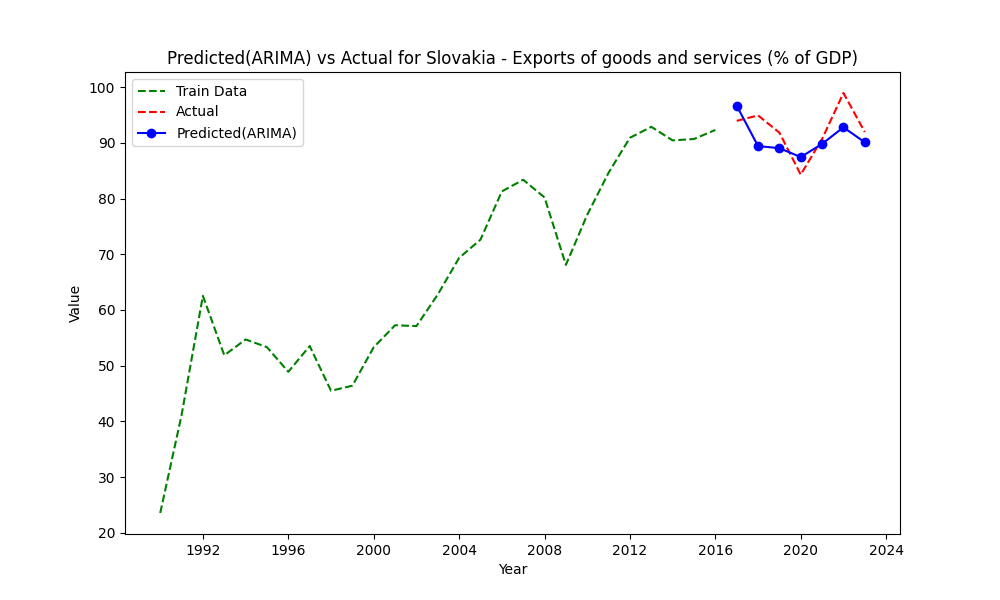 Predicted(ARIMA) vs Actual for Slovakia - Exports of goods and services (% of GDP)
Train Data
Actual
Predicted(ARIMA)
100
90
80
70
60
50
40
30
20
Value
1992 1996 2000 2004 2008 2012 2016 2020 2024
Year